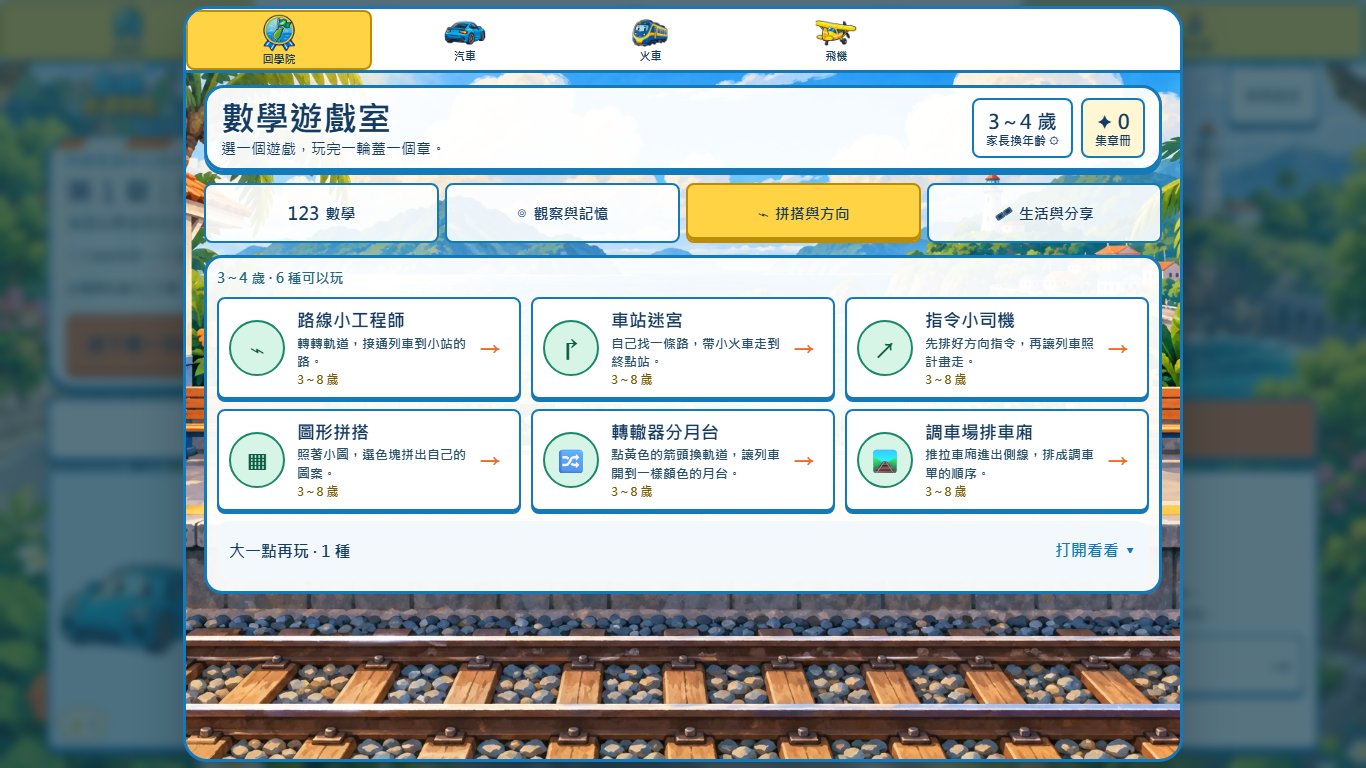 回學院
汽車
火車
飛機
數學遊戲室
選一個遊戲，玩完一輪蓋一個章。
3～4 歲
家長換年齡
✦ 0
集章冊
123 數學
觀察與記憶
拼搭與方向
生活與分享
3～4 歲 · 6 種可以玩
路線小工程師
轉轉軌道，接通列車到小站的
路。
3～8 歲
→
車站迷宮
自己找一條路，帶小火車走到
終點站。
3～8 歲
→
指令小司機
先排好方向指令，再讓列車照
計畫走。
3～8 歲
→
圖形拼搭
照著小圖，選色塊拼出自己的
圖案。
3～8 歲
→
轉轍器分月台
點黃色的箭頭換軌道，讓列車
開到一樣顏色的月台。
3～8 歲
→
調車場排車廂
推拉車廂進出側線，排成調車
單的順序。
3～8 歲
→
大一點再玩 · 1 種
打開看看 ▼